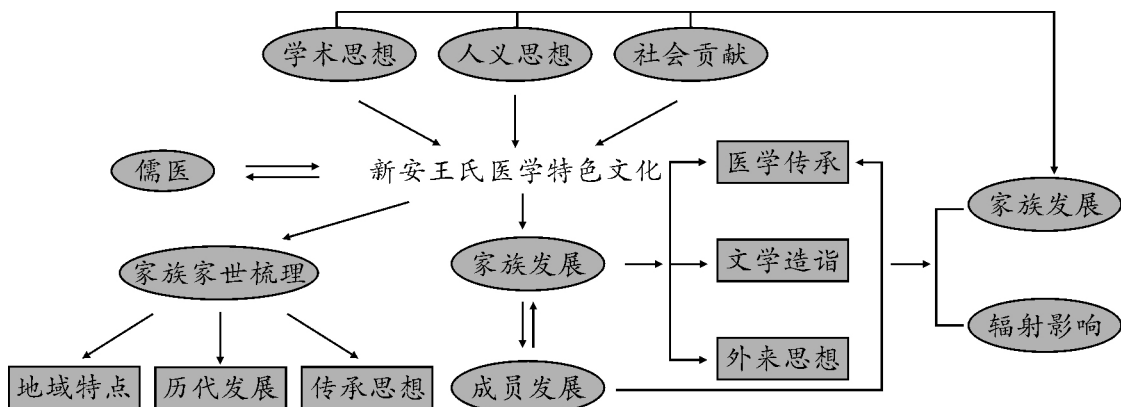 学术思想
人义思想
社会贡献
儒医
新安王氏医学特色文化
医学传承
家族发展
家族家世梳理
家族发展
文学造诣
辐射影响
外来思想
地域特点
历代发展
传承思想
成员发展